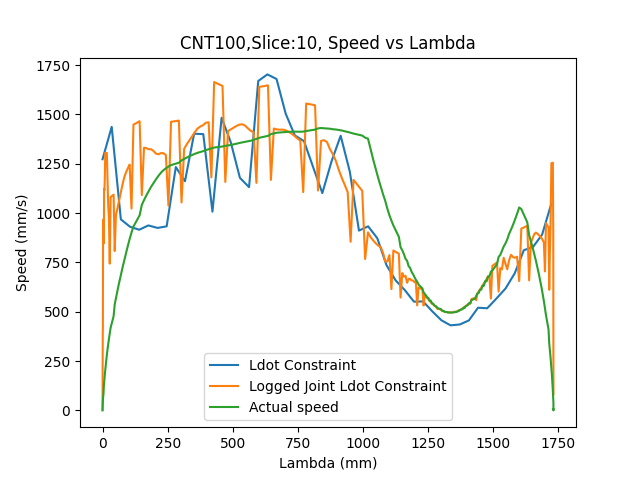 CNT100,Slice:10, Speed vs Lambda
1750
1500
1250
1000
750
500
250
0
Speed (mm/s)
Ldot Constraint
Logged Joint Ldot Constraint
Actual speed
0 250 500 750 1000 1250 1500 1750
Lambda (mm)